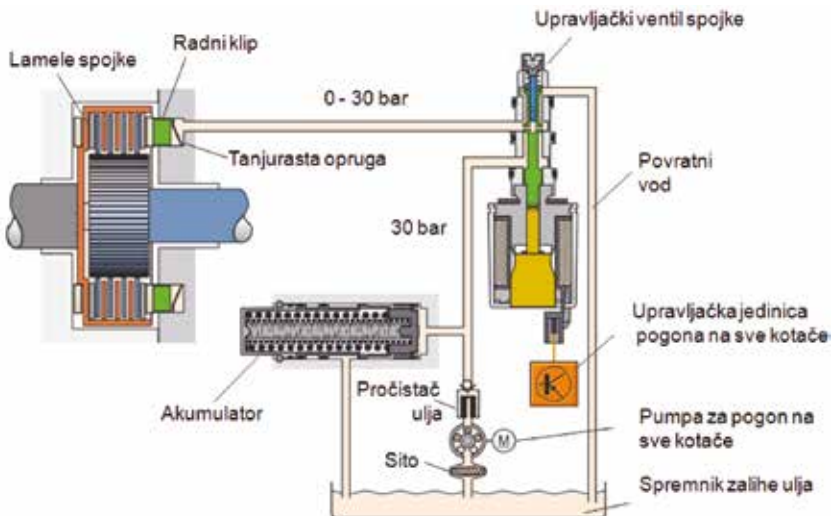 Upravljački ventil spojke
Radni klip
Lamele spojke
0 - 30 bar
Tanjurasta opruga
Povratni
vod
30 bar
Upravljačka jedinica
pogona na sve kotače
Akumulator
Pročistač
ulja
M
Pumpa za pogon na
sve kotače
Sito
Spremnik zalihe ulja